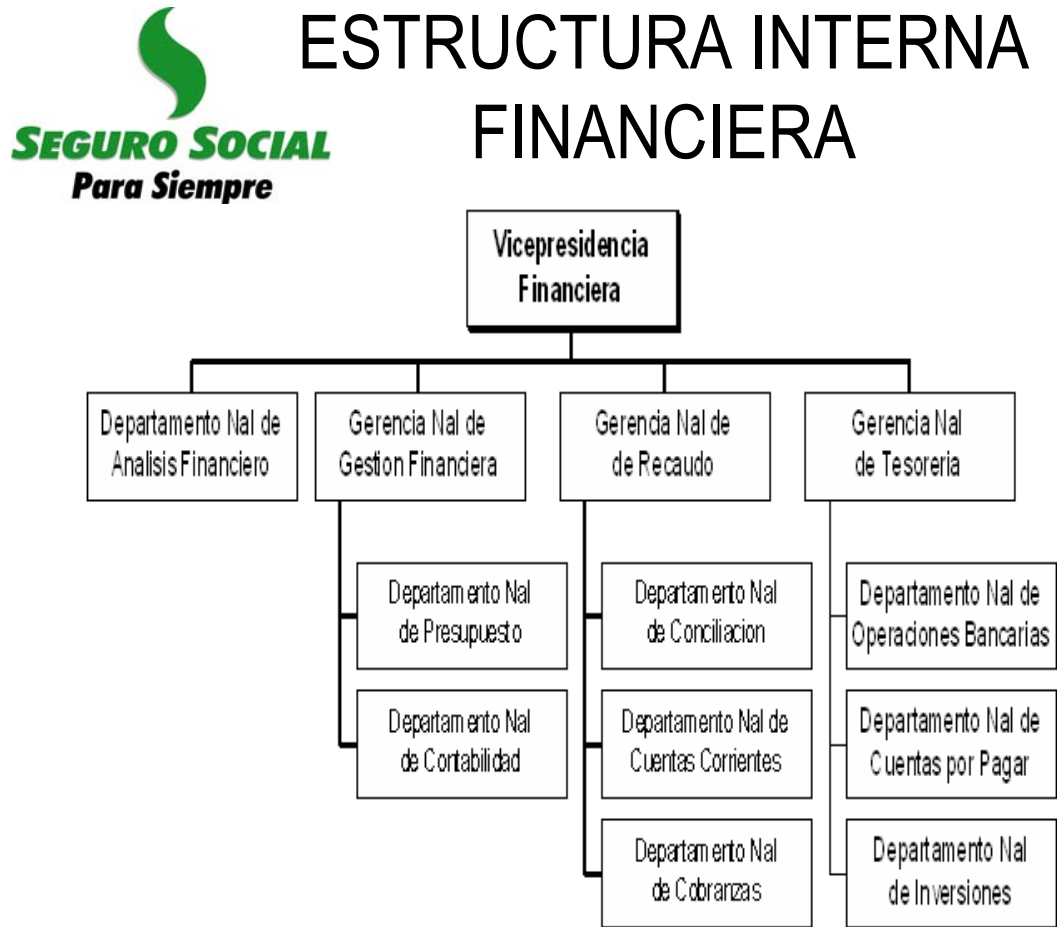 ESTRUCTURA INTERNA
FINANCIERA
SEGURO SOCIAL
Para Siempre
Vicepresidencia
Financiera
Departamento Nal de
Analisis Financiero
Gerencia Nal de
Gestion Financiera
Gerencia Nal de
de Recaudo
Gerencia Nal
de Tesoreria
Departamento Nal
de Presupuesto
Departamento Nal
de Contabilidad
Departamento Nal
de Conciliacion
Departamento Nal de
Cuentas Corrientes
Departamento Nal
de Cobranzas
Departamento Nal de
Operaciones Bancarias
Departamento Nal de
Cuentas por Pagar
Departamento Nal
de Inversiones